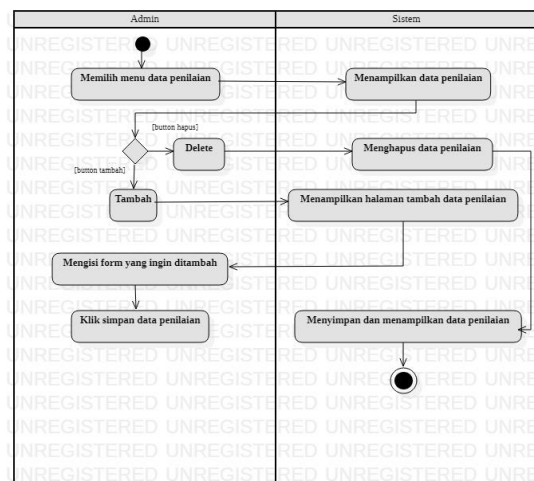 Admin
Sistem
Memilih menu data penilaian
Menampilkan data penilaian
[button hapus]
Delete
Menghapus data penilaian
[button tambah]
Tambah
Menampilkan halaman tambah data penilaian
Mengisi form yang ingin ditambah
Klik simpan data penilaian
Menyimpan dan menampilkan data penilaian
UNREGISTERED UNREGISTERED UNREGISTERED UNRE